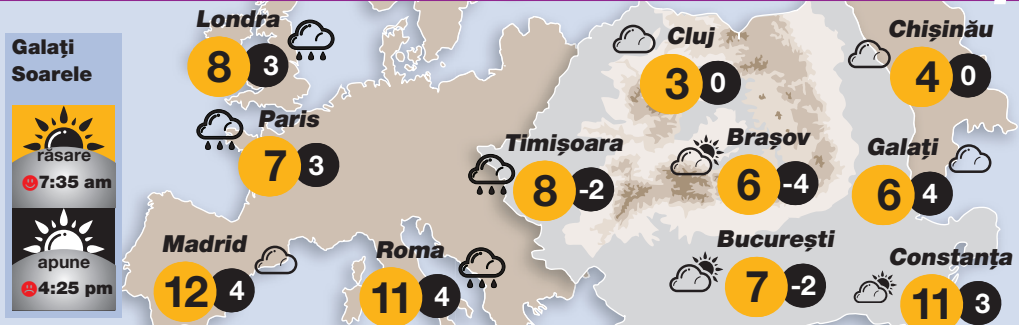 Galați
Soarele
răsare
7:35 am
apune
4:25 pm
Londra
8 3
Paris
7 3
Madrid
12 4
Roma
11 4
Timișoara
8 -2
Cluj
3 0
Brașov
6 -4
București
7 -2
Chișinău
4 0
Galați
6 4
Constanța
11 3